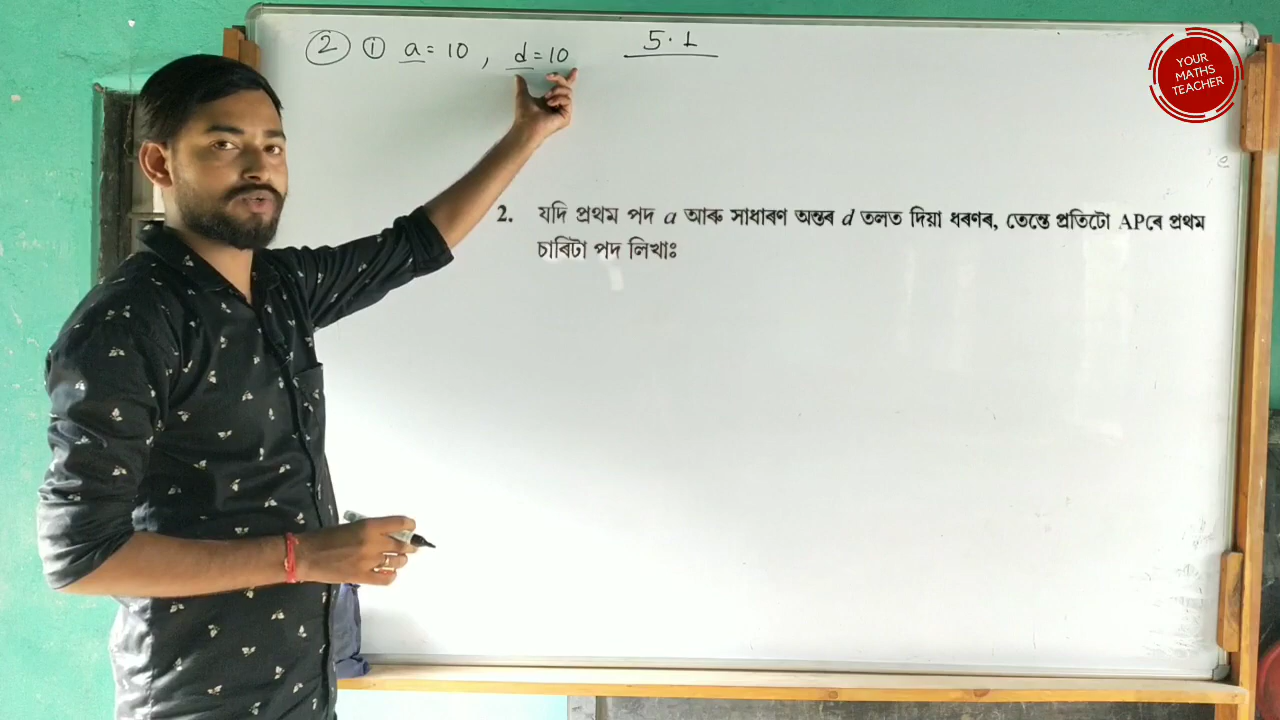 ② ① a = 10 , d = 10
5.1
YOUR
MATHS
TEACHER
2. যদি প্ৰথম পদ a আৰু সাধাৰণ অন্তৰ d তলত দিয়া ধৰণৰ, তেন্তে প্ৰতিটো APৰে প্ৰথম
চাৰিটা পদ লিখাঃ
e